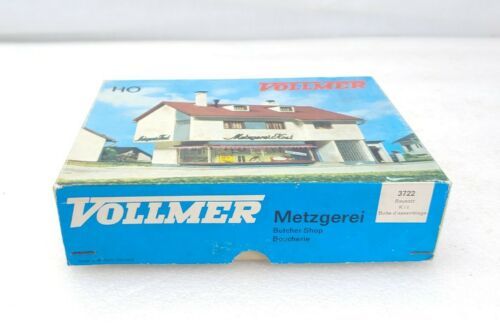 HO
VOLLMER
Metzgerei
VOLLMER
Metzgerei
Butcher Shop
Boucherie
3722
Bausatz
Kit
Boîte d'assemblage